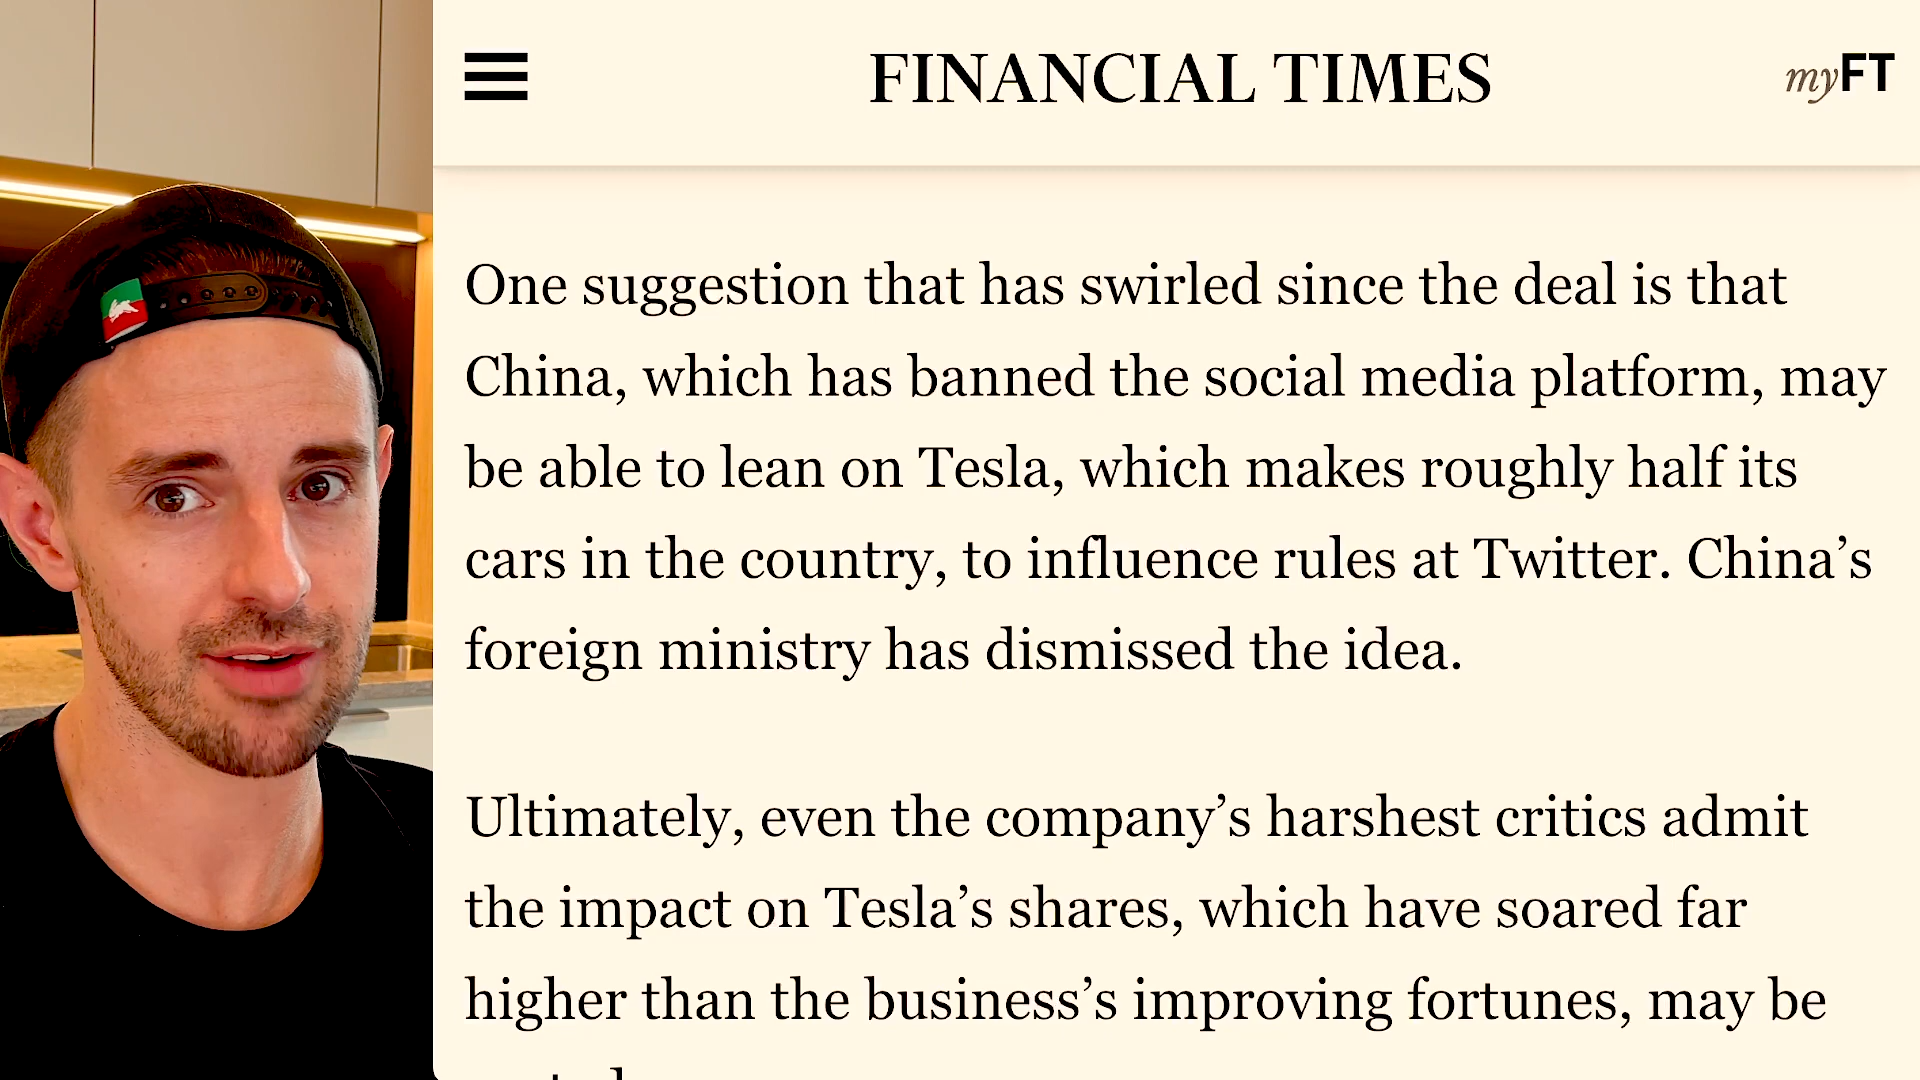 FINANCIAL TIMES
myFT
One suggestion that has swirled since the deal is that
China, which has banned the social media platform, may
be able to lean on Tesla, which makes roughly half its
cars in the country, to influence rules at Twitter. China’s
foreign ministry has dismissed the idea.
Ultimately, even the company’s harshest critics admit
the impact on Tesla’s shares, which have soared far
higher than the business’s improving fortunes, may be